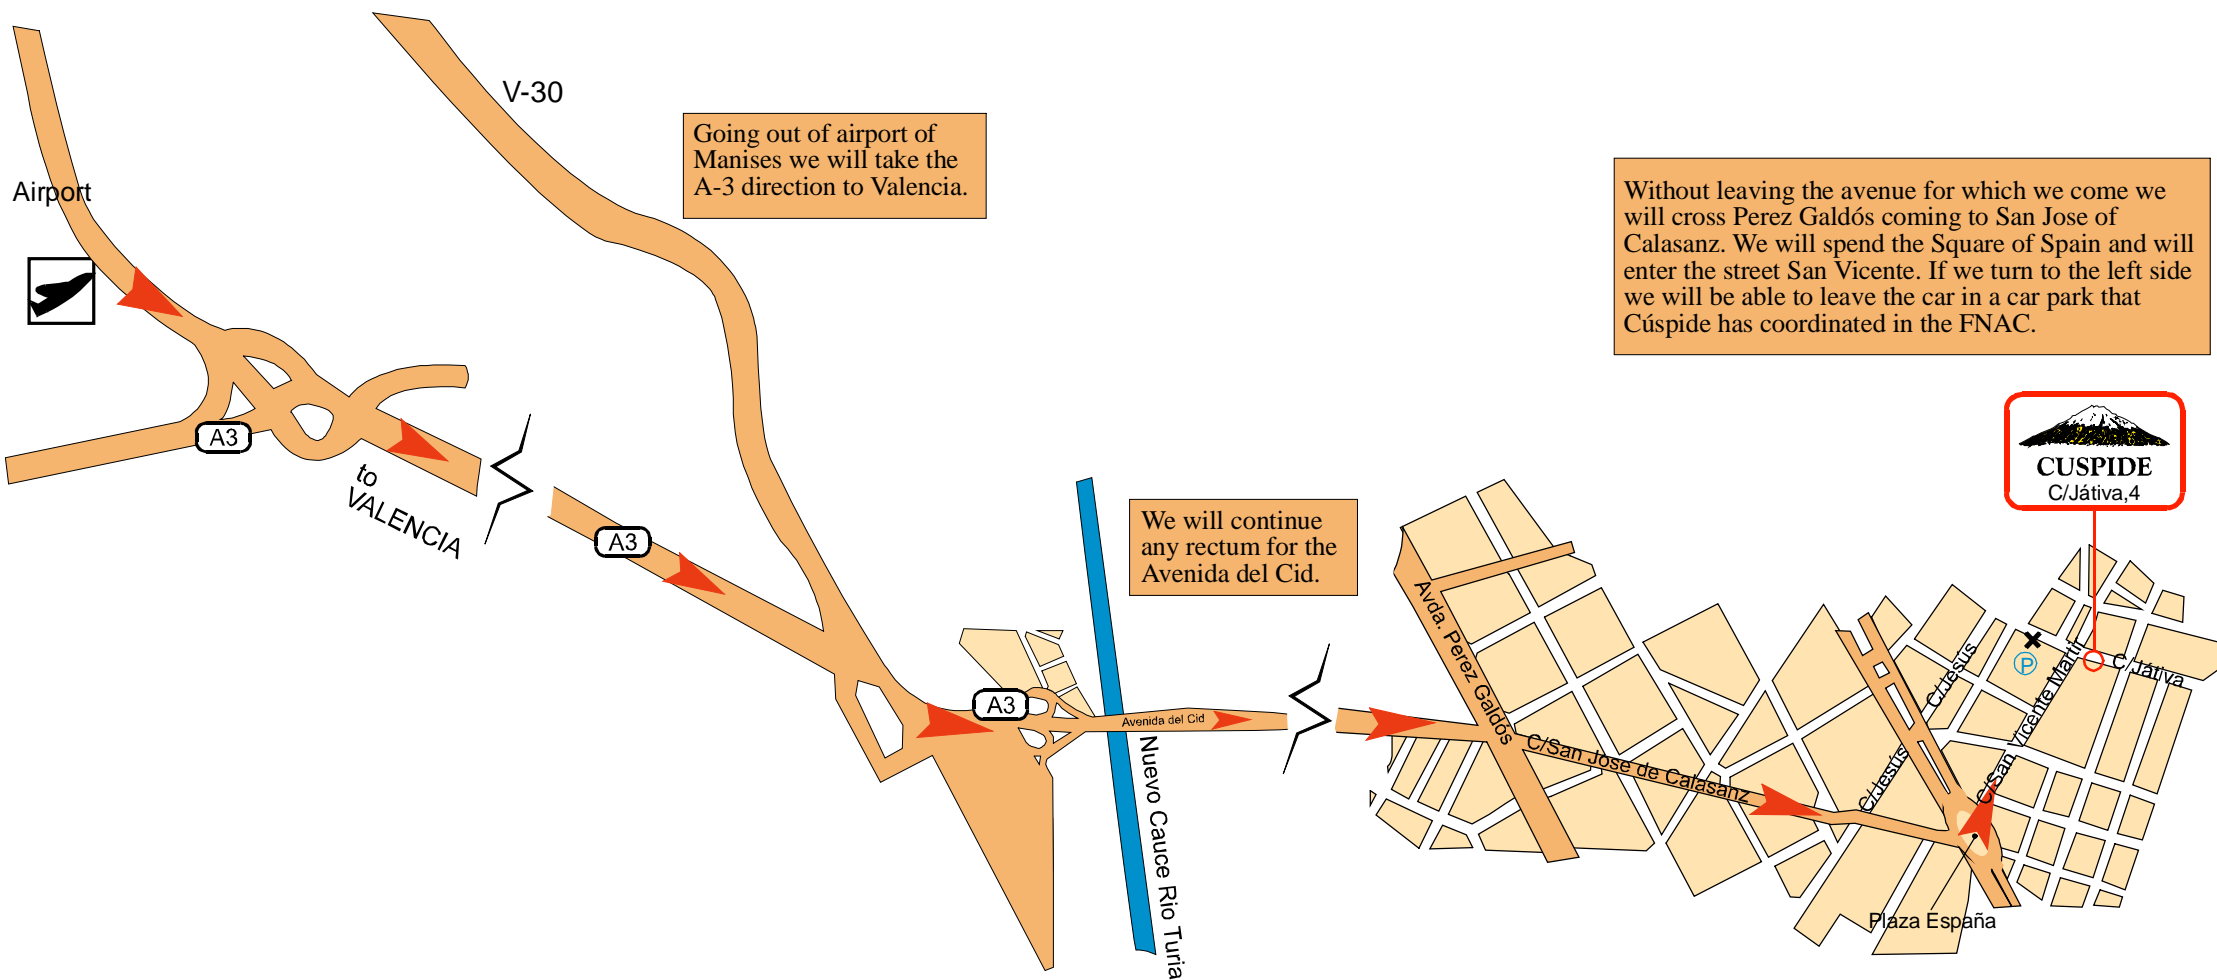 V-30
Going out of airport of
Manises we will take the
A-3 direction to Valencia.
Airport
Without leaving the avenue for which we come we
will cross Perez Galdós coming to San Jose of
Calasanz. We will spend the Square of Spain and will
enter the street San Vicente. If we turn to the left side
we will be able to leave the car in a car park that
Cúspide has coordinated in the FNAC.
A3
to
VALENCIA
CUSPIDE
C/Játiva,4
A3
We will continue
any rectum for the
Avenida del Cid.
A3
Avenida del Cid
Nuevo Cauce Rio Turia
Avda. Perez Galdós
C/San Jose de Calasanz
C/Jesús
C/Jesús
P
C/San Vicente Martir
C/Játiva
Plaza España